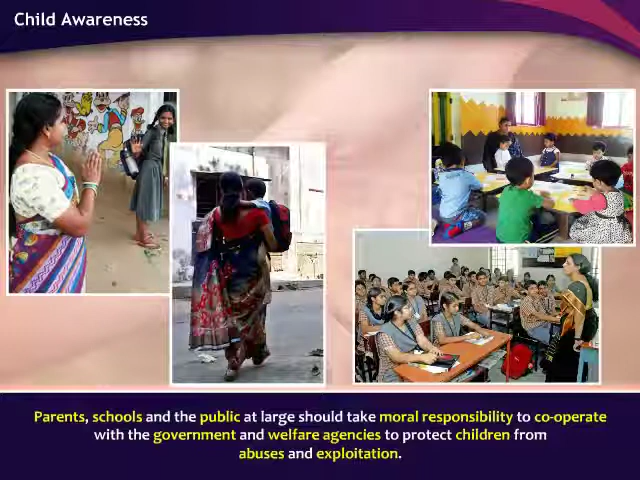 Child Awareness
Parents, schools and the public at large should take moral responsibility to co-operate
with the government and welfare agencies to protect children from
abuses and exploitation.